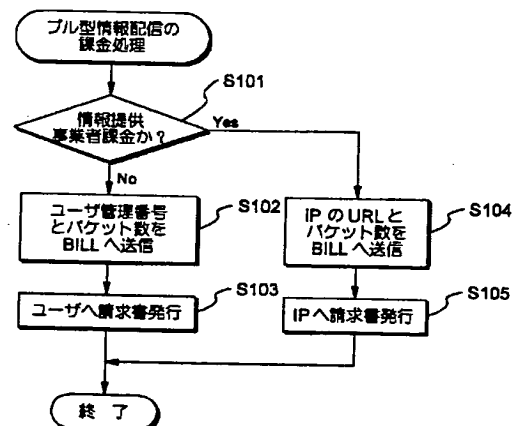 プル型情報配信の
課金処理
S101
情報提供
事業者課金か?
Yes
No
ユーザ管理番号
とパケット数を
BILLへ送信
S102
IPのURLと
パケット数を
BILLへ送信
S104
ユーザへ請求書発行
S103
IPへ請求書発行
S105
終 了